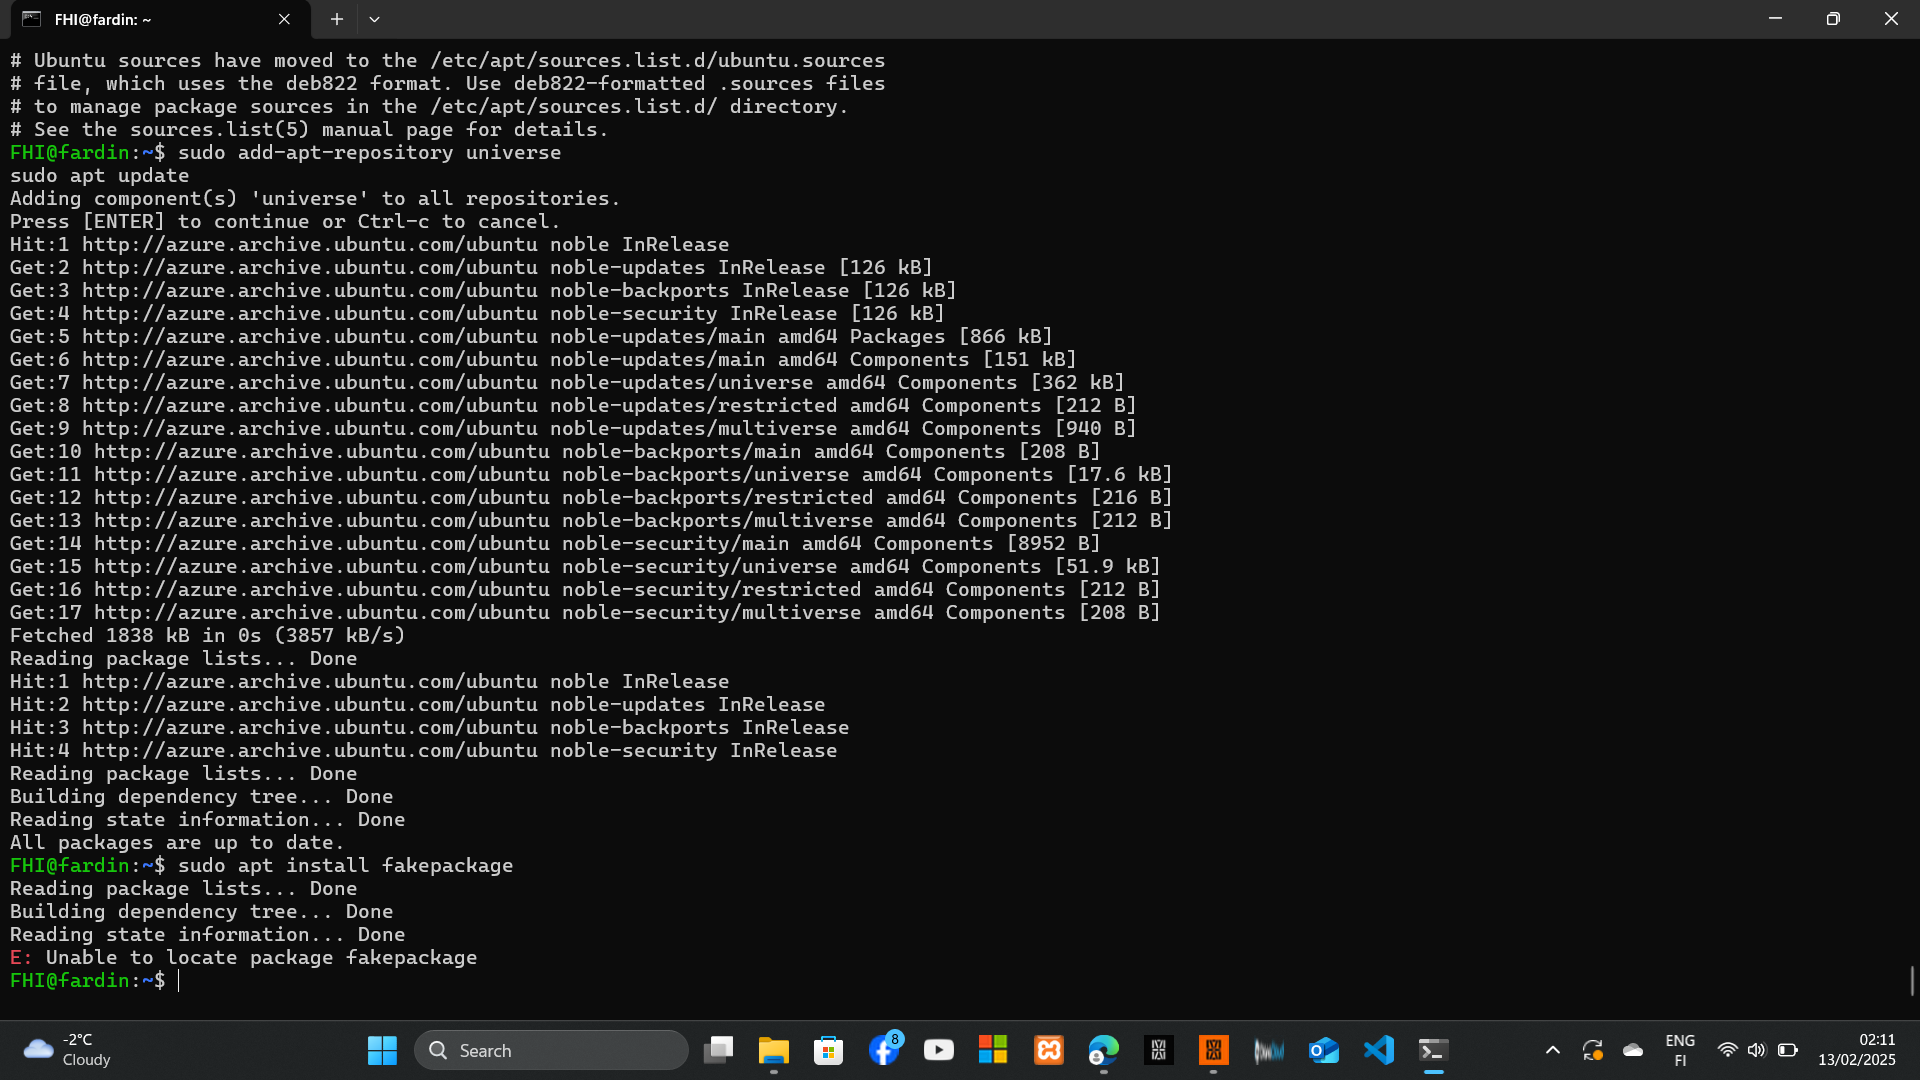 FHI@fardin: ~
# Ubuntu sources have moved to the /etc/apt/sources.list.d/ubuntu.sources
# file, which uses the deb822 format. Use deb822-formatted .sources files
# to manage package sources in the /etc/apt/sources.list.d/ directory.
# See the sources.list(5) manual page for details.
FHI@fardin:~$ sudo add-apt-repository universe
sudo apt update
Adding component(s) 'universe' to all repositories.
Press [ENTER] to continue or Ctrl-c to cancel.
Hit:1 http://azure.archive.ubuntu.com/ubuntu noble InRelease
Get:2 http://azure.archive.ubuntu.com/ubuntu noble-updates InRelease [126 kB]
Get:3 http://azure.archive.ubuntu.com/ubuntu noble-backports InRelease [126 kB]
Get:4 http://azure.archive.ubuntu.com/ubuntu noble-security InRelease [126 kB]
Get:5 http://azure.archive.ubuntu.com/ubuntu noble-updates/main amd64 Packages [866 kB]
Get:6 http://azure.archive.ubuntu.com/ubuntu noble-updates/main amd64 Components [151 kB]
Get:7 http://azure.archive.ubuntu.com/ubuntu noble-updates/universe amd64 Components [362 kB]
Get:8 http://azure.archive.ubuntu.com/ubuntu noble-updates/restricted amd64 Components [212 B]
Get:9 http://azure.archive.ubuntu.com/ubuntu noble-updates/multiverse amd64 Components [940 B]
Get:10 http://azure.archive.ubuntu.com/ubuntu noble-backports/main amd64 Components [208 B]
Get:11 http://azure.archive.ubuntu.com/ubuntu noble-backports/universe amd64 Components [17.6 kB]
Get:12 http://azure.archive.ubuntu.com/ubuntu noble-backports/restricted amd64 Components [216 B]
Get:13 http://azure.archive.ubuntu.com/ubuntu noble-backports/multiverse amd64 Components [212 B]
Get:14 http://azure.archive.ubuntu.com/ubuntu noble-security/main amd64 Components [8952 B]
Get:15 http://azure.archive.ubuntu.com/ubuntu noble-security/universe amd64 Components [51.9 kB]
Get:16 http://azure.archive.ubuntu.com/ubuntu noble-security/restricted amd64 Components [212 B]
Get:17 http://azure.archive.ubuntu.com/ubuntu noble-security/multiverse amd64 Components [208 B]
Fetched 1838 kB in 0s (3857 kB/s)
Reading package lists... Done
Hit:1 http://azure.archive.ubuntu.com/ubuntu noble InRelease
Hit:2 http://azure.archive.ubuntu.com/ubuntu noble-updates InRelease
Hit:3 http://azure.archive.ubuntu.com/ubuntu noble-backports InRelease
Hit:4 http://azure.archive.ubuntu.com/ubuntu noble-security InRelease
Reading package lists... Done
Building dependency tree... Done
Reading state information... Done
All packages are up to date.
FHI@fardin:~$ sudo apt install fakepackage
Reading package lists... Done
Building dependency tree... Done
Reading state information... Done
E: Unable to locate package fakepackage
FHI@fardin:~$
-2°C
Cloudy
Search
8
ENG
FI
02:11
13/02/2025